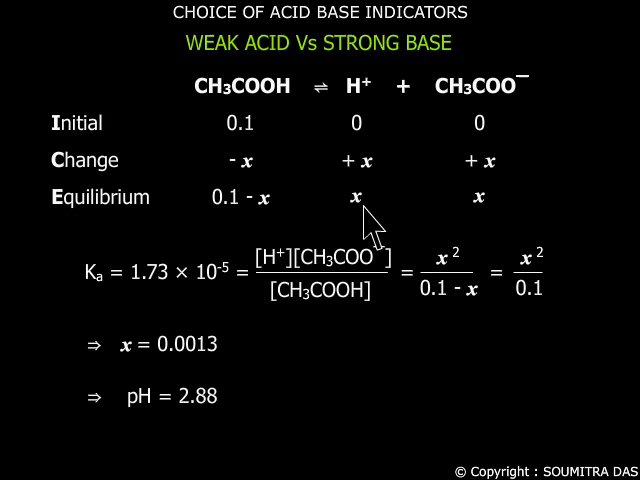 CHOICE OF ACID BASE INDICATORS
WEAK ACID Vs STRONG BASE
CH₃COOH ⇌ H⁺ + CH₃COO⁻
Initial 0.1 0 0
Change - x + x + x
Equilibrium 0.1 - x x x
Kₐ = 1.73 × 10⁻⁵ = [H⁺][CH₃COO⁻] / [CH₃COOH] = x² / 0.1 - x = x² / 0.1
⇒ x = 0.0013
⇒ pH = 2.88
© Copyright : SOUMITRA DAS